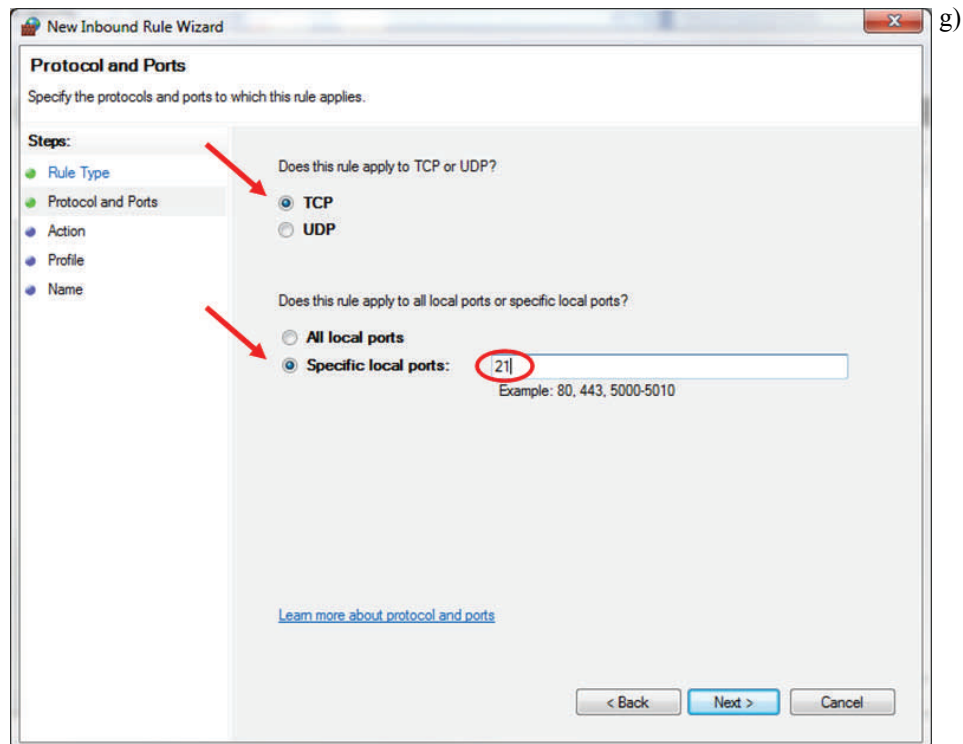 New Inbound Rule Wizard
g)
Protocol and Ports
Specify the protocols and ports to which this rule applies.
Steps:
Rule Type
Protocol and Ports
Action
Profile
Name
Does this rule apply to TCP or UDP?
TCP
UDP
Does this rule apply to all local ports or specific local ports?
All local ports
Specific local ports: 21
Example: 80, 443, 5000-5010
Learn more about protocol and ports
< Back Next > Cancel